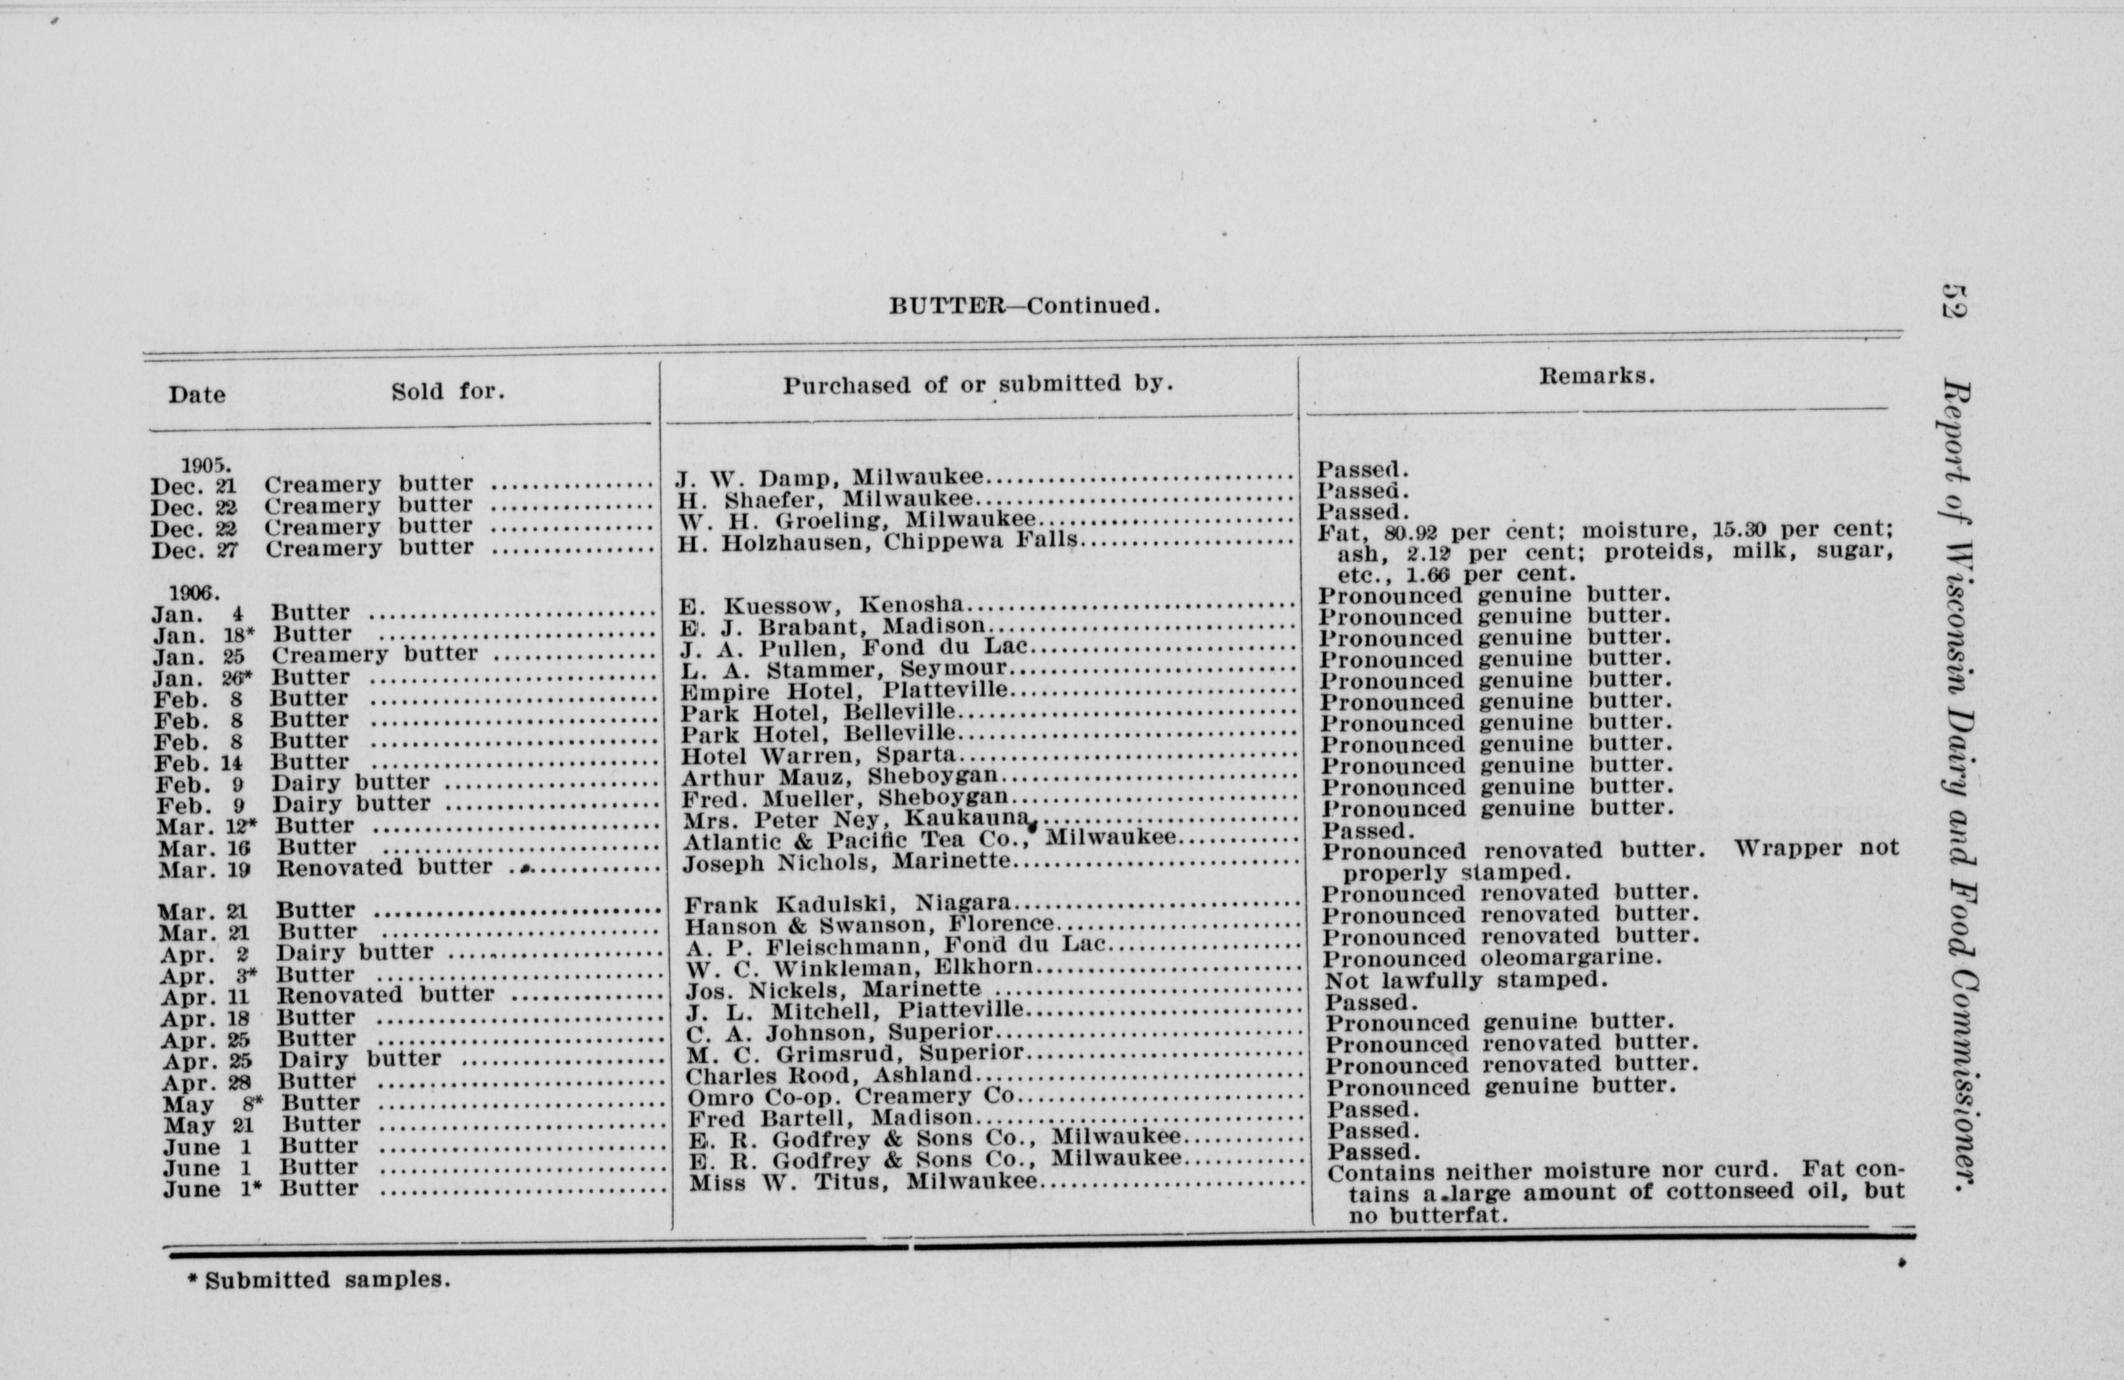 BUTTER—Continued.
Date Sold for. Purchased of or submitted by. Remarks.
1905.
Dec. 21 Creamery butter ................ J. W. Damp, Milwaukee.............................. Passed.
Dec. 22 Creamery butter ................ H. Shaefer, Milwaukee.............................. Passed.
Dec. 22 Creamery butter ................ W. H. Groeling, Milwaukee......................... Passed.
Dec. 27 Creamery butter ................ H. Holzhausen, Chippewa Falls..................... Fat, 80.92 per cent; moisture, 15.30 per cent;
ash, 2.12 per cent; proteids, milk, sugar,
etc., 1.66 per cent.
1906.
Jan. 4 Butter ............................ E. Kuessow, Kenosha................................ Pronounced genuine butter.
Jan. 18* Butter ........................... E. J. Brabant, Madison.............................. Pronounced genuine butter.
Jan. 25 Creamery butter ................ J. A. Pullen, Fond du Lac.......................... Pronounced genuine butter.
Jan. 26* Butter ............................ L. A. Stammer, Seymour............................ Pronounced genuine butter.
Feb. 8 Butter ............................ Empire Hotel, Platteville............................ Pronounced genuine butter.
Feb. 8 Butter ............................ Park Hotel, Belleville................................. Pronounced genuine butter.
Feb. 8 Butter ............................ Park Hotel, Belleville................................. Pronounced genuine butter.
Feb. 14 Butter ............................ Hotel Warren, Sparta................................. Pronounced genuine butter.
Feb. 9 Dairy butter ..................... Arthur Mauz, Sheboygan............................. Pronounced genuine butter.
Feb. 9 Dairy butter ..................... Fred. Mueller, Sheboygan............................ Pronounced genuine butter.
Mar. 12* Butter ............................ Mrs. Peter Ney, Kaukauna.......................... Pronounced genuine butter.
Mar. 16 Butter ........................... Atlantic & Pacific Tea Co., Milwaukee............ Passed.
Mar. 19 Renovated butter ............... Joseph Nichols, Marinette............................ Pronounced renovated butter. Wrapper not
properly stamped.
Mar. 21 Butter ............................ Frank Kadulski, Niagara............................ Pronounced renovated butter.
Mar. 21 Butter ........................... Hanson & Swanson, Florence........................ Pronounced renovated butter.
Apr. 2 Dairy butter ..................... A. P. Fleischmann, Fond du Lac................... Pronounced renovated butter.
Apr. 3* Butter ............................ W. C. Winkleman, Elkhorn.......................... Pronounced oleomargarine.
Apr. 11 Renovated butter ............... Jos. Nickels, Marinette .............................. Not lawfully stamped.
Apr. 18 Butter ............................ J. L. Mitchell, Piatteville........................... Passed.
Apr. 25 Butter ............................ C. A. Johnson, Superior.............................. Pronounced genuine butter.
Apr. 25 Dairy butter .................... M. C. Grimsrud, Superior........................... Pronounced renovated butter.
Apr. 28 Butter ............................ Charles Rood, Ashland................................ Pronounced renovated butter.
May 8* Butter ............................ Omro Co-op. Creamery Co............................ Pronounced genuine butter.
May 21 Butter ............................ Fred Bartell, Madison................................ Passed.
June 1 Butter ............................ E. R. Godfrey & Sons Co., Milwaukee............ Passed.
June 1 Butter ............................ E. R. Godfrey & Sons Co., Milwaukee............ Passed.
June 1* Butter ............................ Miss W. Titus, Milwaukee.......................... Contains neither moisture nor curd. Fat con-
tains a large amount of cottonseed oil, but
no butterfat.
* Submitted samples.
52 Report of Wisconsin Dairy and Food Commissioner.